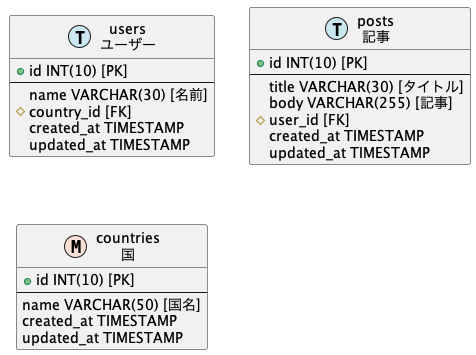 T
users
ユーザー
id INT(10) [PK]
name VARCHAR(30) [名前]
country_id [FK]
created_at TIMESTAMP
updated_at TIMESTAMP
T
posts
記事
id INT(10) [PK]
title VARCHAR(30) [タイトル]
body VARCHAR(255) [記事]
user_id [FK]
created_at TIMESTAMP
updated_at TIMESTAMP
M
countries
国
id INT(10) [PK]
name VARCHAR(50) [国名]
created_at TIMESTAMP
updated_at TIMESTAMP